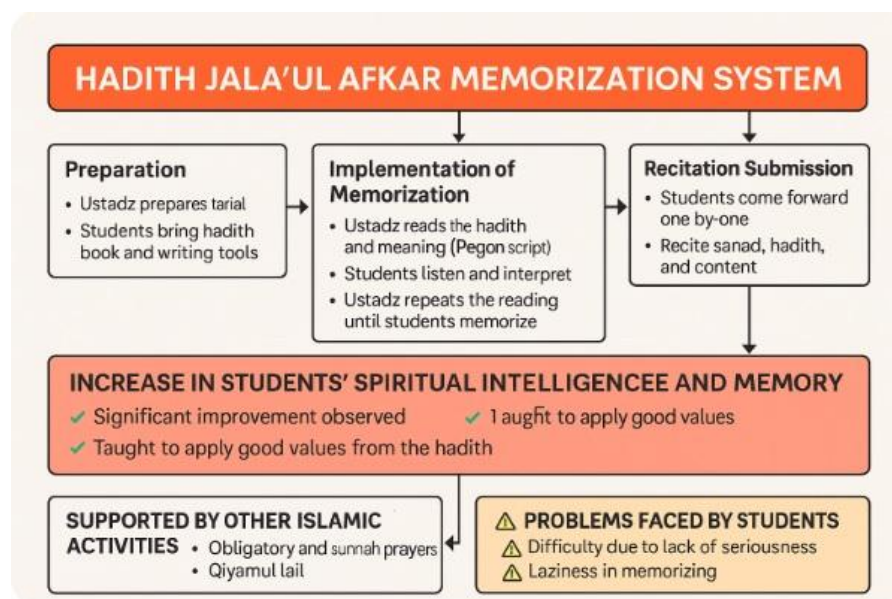 HADITH JALA'UL AFKAR MEMORIZATION SYSTEM
Preparation
• Ustadz prepares tarial
• Students bring hadith
book and writing tools
Implementation of
Memorization
• Ustadz reads the hadith
and meaning (Pegon script)
• Students listen and interpret
• Ustadz repeats the reading
until students memorize
Recitation Submission
• Students come forward
one by-one
• Recite sanad, hadith,
and content
INCREASE IN STUDENTS' SPIRITUAL INTELLIGENCEE AND MEMORY
✓ Significant improvement observed
✓ 1 aught to apply good values
✓ Taught to apply good values from the hadith
SUPPORTED BY OTHER ISLAMIC
ACTIVITIES
• Obligatory and sunnah prayers
• Qiyamul lail
⚠ PROBLEMS FACED BY STUDENTS
⚠ Difficulty due to lack of seriousness
⚠ Laziness in memorizing